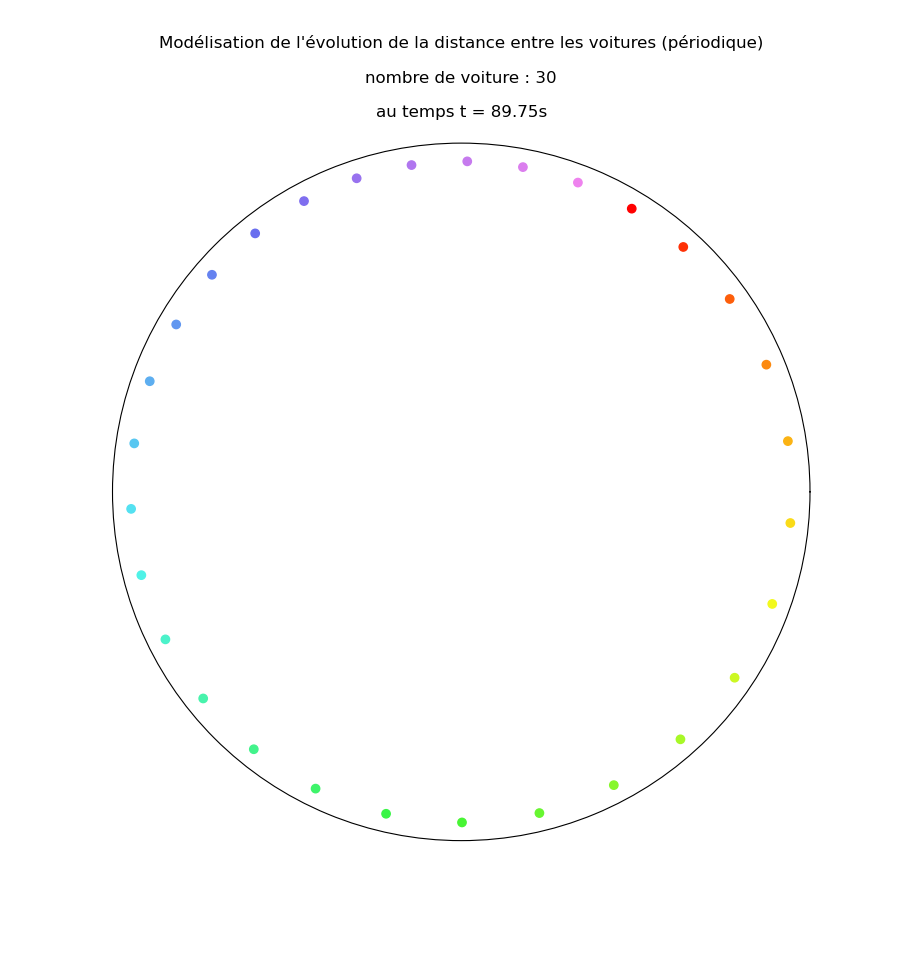 Modélisation de l'évolution de la distance entre les voitures (périodique)
nombre de voiture : 30
au temps t = 89.75s